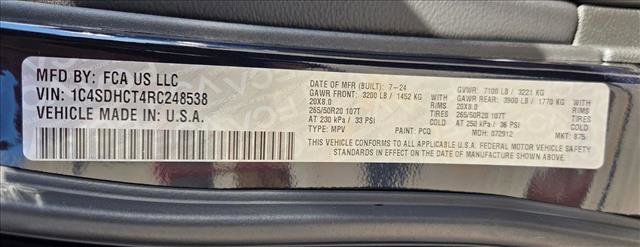 MFD BY: FCA US LLC
VIN: 1C4SDHCT4RC248538
VEHICLE MADE IN U.S.A.
DATE OF MFR (BUILT): 7-24
GAWR FRONT: 3200 LB / 1452 KG WITH
20X8.0 RIMS
265/50R20 107T TIRES
AT 230 kPa / 33 PSI COLD
TYPE: MPV PAINT: PCQ
GVWR: 7100 LB / 3221 KG
GAWR REAR: 3900 LB / 1770 KG WITH
20X8.0 RIMS
265/50R20 107T TIRES
AT 250 kPa / 36 PSI COLD
MDH: 072912 MKT: 875
THIS VEHICLE CONFORMS TO ALL APPLICABLE U.S.A. FEDERAL MOTOR VEHICLE SAFETY
STANDARDS IN EFFECT ON THE DATE OF MANUFACTURE SHOWN ABOVE.